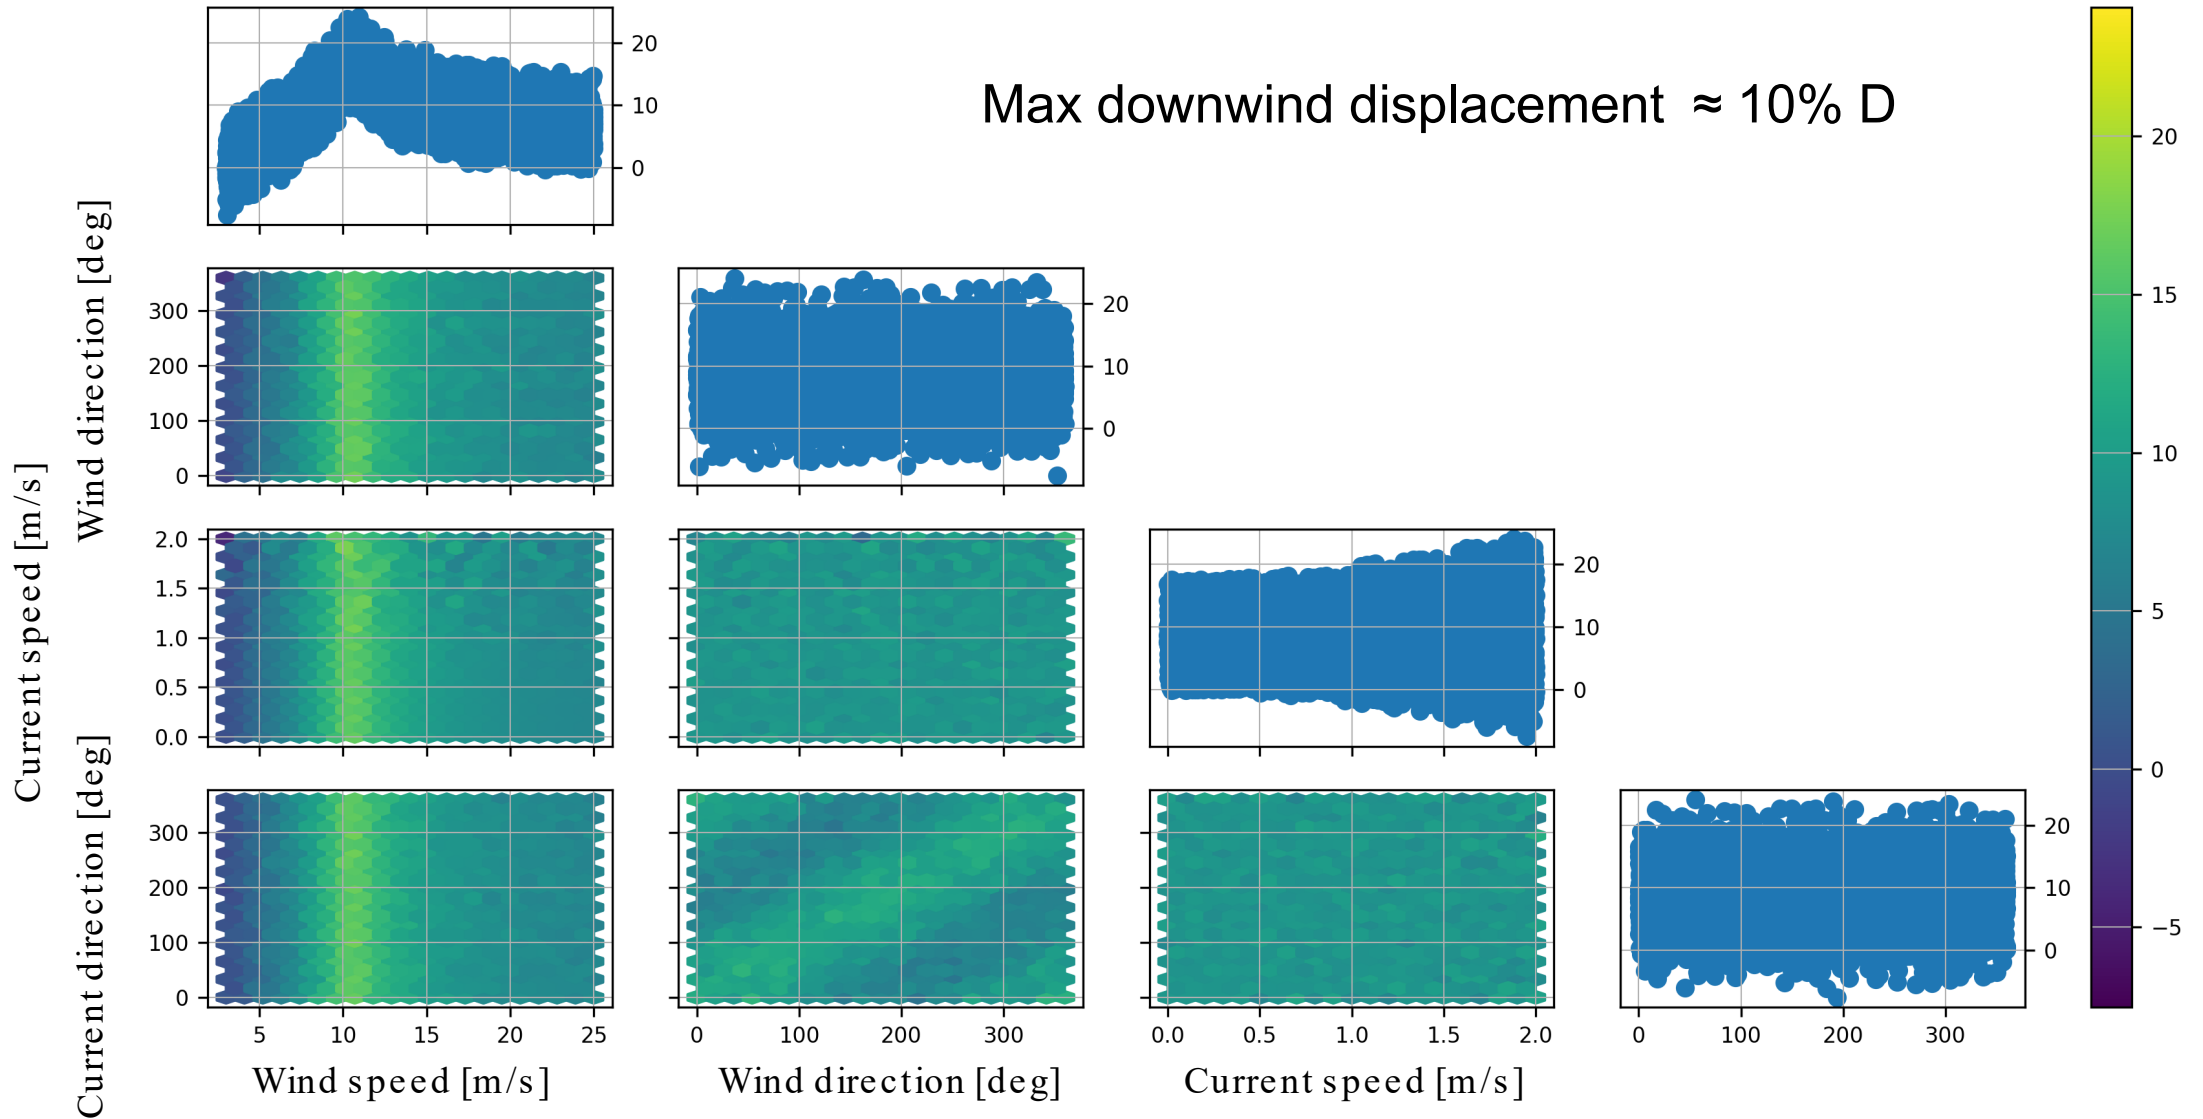 20
10
0
Max downwind displacement ≈ 10% D
20
15
10
5
0
−5
Wind direction [deg]
300
200
100
0
20
10
0
Current speed [m/s]
2.0
1.5
1.0
0.5
0.0
20
10
0
Current direction [deg]
300
200
100
0
20
10
0
5 10 15 20 25
0 100 200 300
0.0 0.5 1.0 1.5 2.0
0 100 200 300
Wind speed [m/s]
Wind direction [deg]
Current speed [m/s]